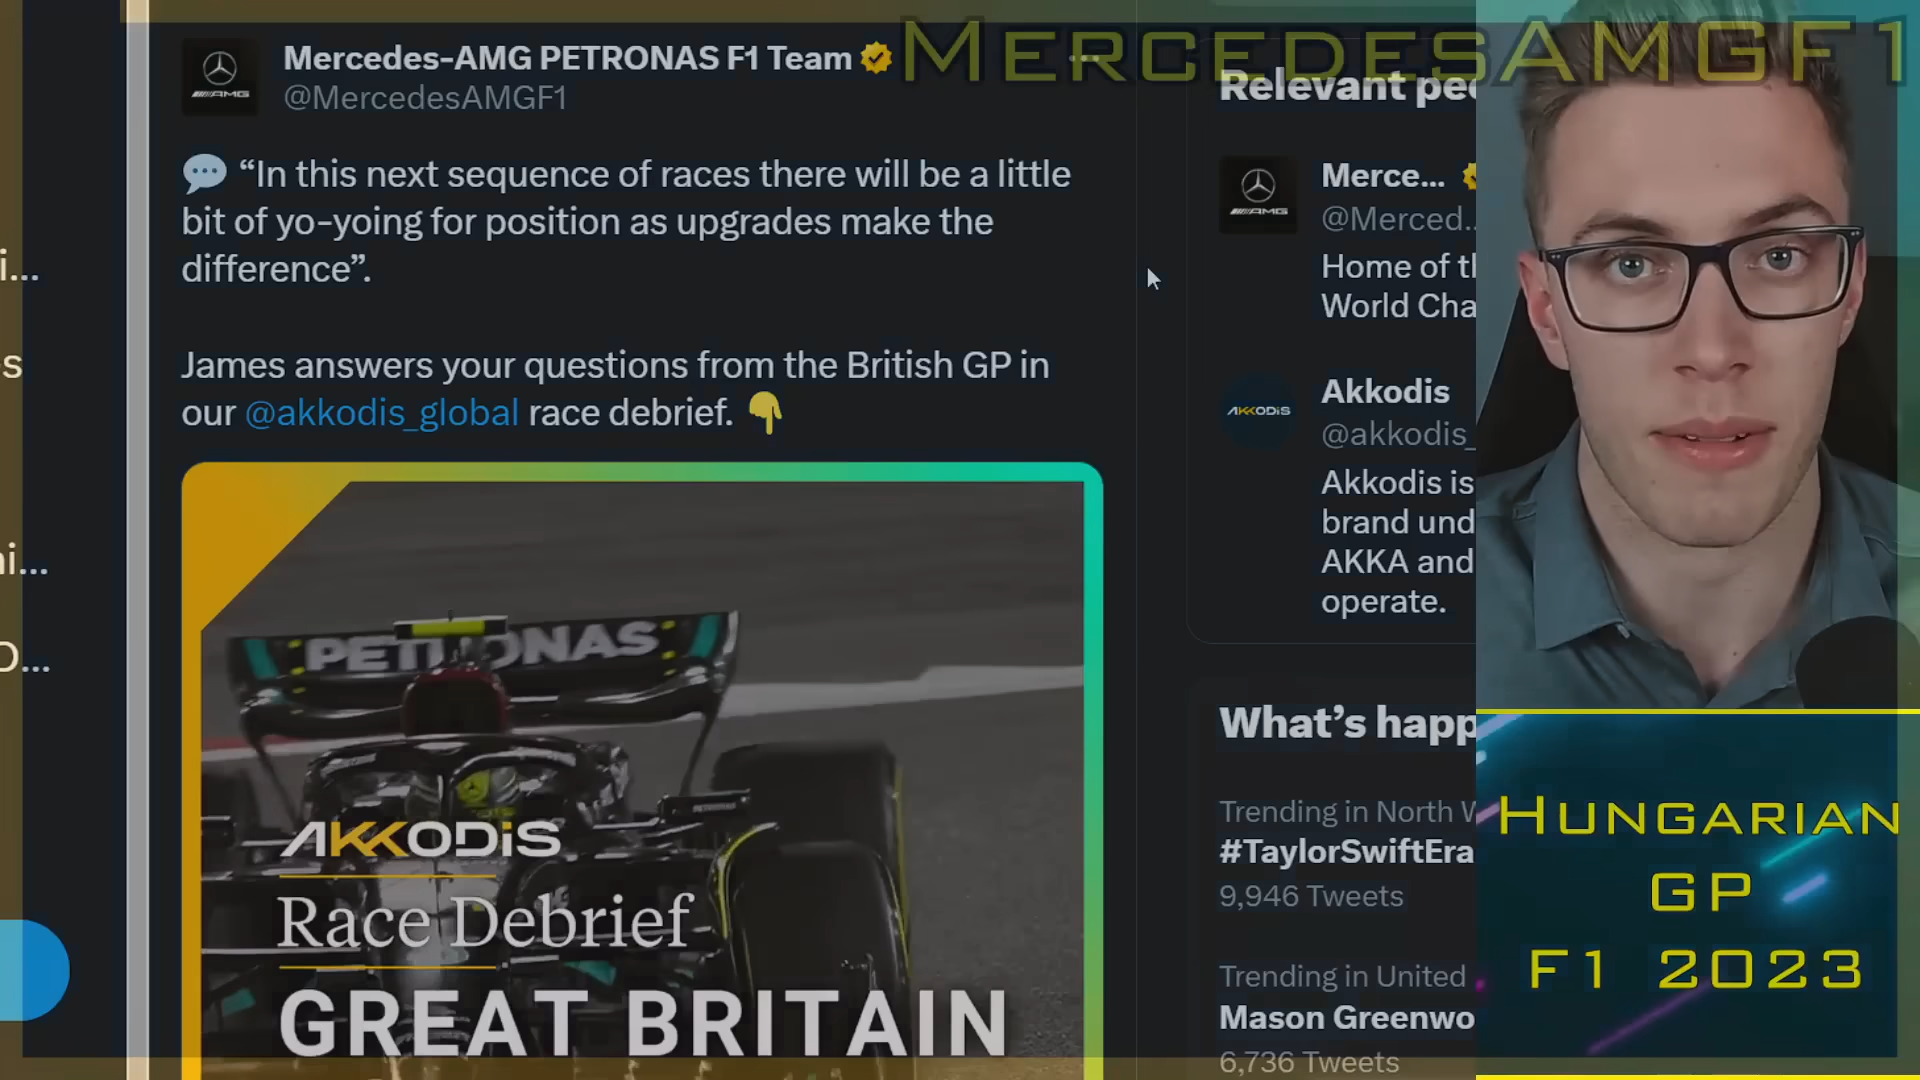 MERCEDESAMGF1
Mercedes-AMG PETRONAS F1 Team
@MercedesAMGF1
“In this next sequence of races there will be a little
bit of yo-yoing for position as upgrades make the
difference”.
James answers your questions from the British GP in
our @akkodis_global race debrief.
PETRONAS
AKKODIS
Race Debrief
GREAT BRITAIN
Relevant pe
Merce...
@Merced..
Home of t
World Cha
AKKODIS
Akkodis
@akkodis_
Akkodis is
brand und
AKKA and
operate.
What’s happ
Trending in North W
#TaylorSwiftEra
9,946 Tweets
Trending in United
Mason Greenwo
6,736 Tweets
HUNGARIAN
GP
F1 2023